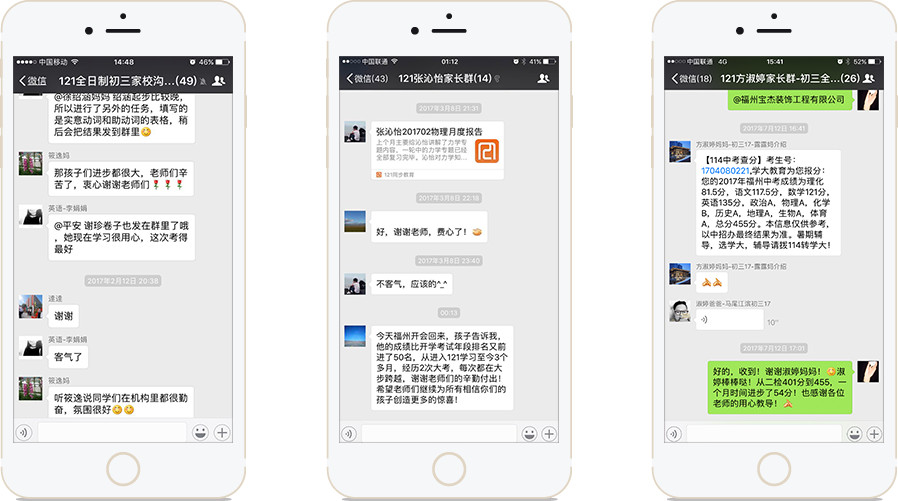 中国移动 14:48 46%
微信 121全日制初三家校沟...(49)
@徐绍涵妈妈 绍涵起步比较晚，
所以进行了另外的任务，填写的
是实意动词和助动词的表格，稍
后会把结果发到群里
筱逸妈
那孩子们进步都很大，老师们辛
苦了，衷心谢谢老师们
英语-李娟娟
@平安 谢珍卷子也发在群里了哦
，她现在学习很用心，这次考得
最好
2017年2月12日 20:38
逢逢
谢谢
英语-李娟娟
客气了
筱逸妈
听筱逸说同学们在机构里都很勤
奋，氛围很好
中国联通 01:12 41%
微信(43) 121张沁怡家长群(14)
2017年3月8日 21:31
张沁怡201702物理月度报告
上个月主要给沁怡讲解了力学专
题内容，一轮中的力学专题已经
全部复习完毕。沁怡对力学知...
121同步教育
2017年3月8日 22:16
好，谢谢老师，费心了！
2017年3月8日 23:40
不客气，应该的^_^
00:13
今天福州开会回来，孩子告诉我，
他的成绩比开学考试年段排名又前
进了50名，从进入121学习至今3个
多月，经历2次大考，每次都在大
步跨越，谢谢老师们的辛勤付出！
希望老师们继续为所有相信你们的
孩子创造更多的惊喜！
中国联通 4G 15:41 52%
微信(18) 121方淑婷家长群-初三全...(26)
@福州宝杰装饰工程有限公司
2017年7月12日 16:41
方淑婷妈妈-初三17-露露妈介绍
【114中考查分】考生号：
1704080221,学大教育为您报分：
您的2017年福州中考成绩为理化
81.5分，语文117.5分，数学121分，
英语135分，政治A，物理A，化学
B，历史A，地理A，生物A，体育
A，总分455分。本信息仅供参考，
以中招办最终结果为准。暑期辅
导，选学大，辅导请拨114转学大！
方淑婷妈妈-初三17-露露妈介绍
淑婷爸爸-马尾江滨初三17
10"
2017年7月12日 17:01
好的，收到！谢谢淑婷妈妈！淑
婷棒棒哒！从二检401分到455，一
个月时间进步了54分！也感谢各位
老师的用心教导！